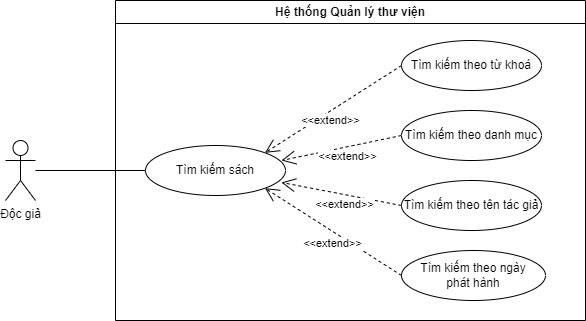 Hệ thống Quản lý thư viện
Tìm kiếm theo từ khoá
<<extend>>
Tìm kiếm theo danh mục
<<extend>>
Tìm kiếm sách
Tìm kiếm theo tên tác giả
<<extend>>
Độc giả
<<extend>>
Tìm kiếm theo ngày
phát hành